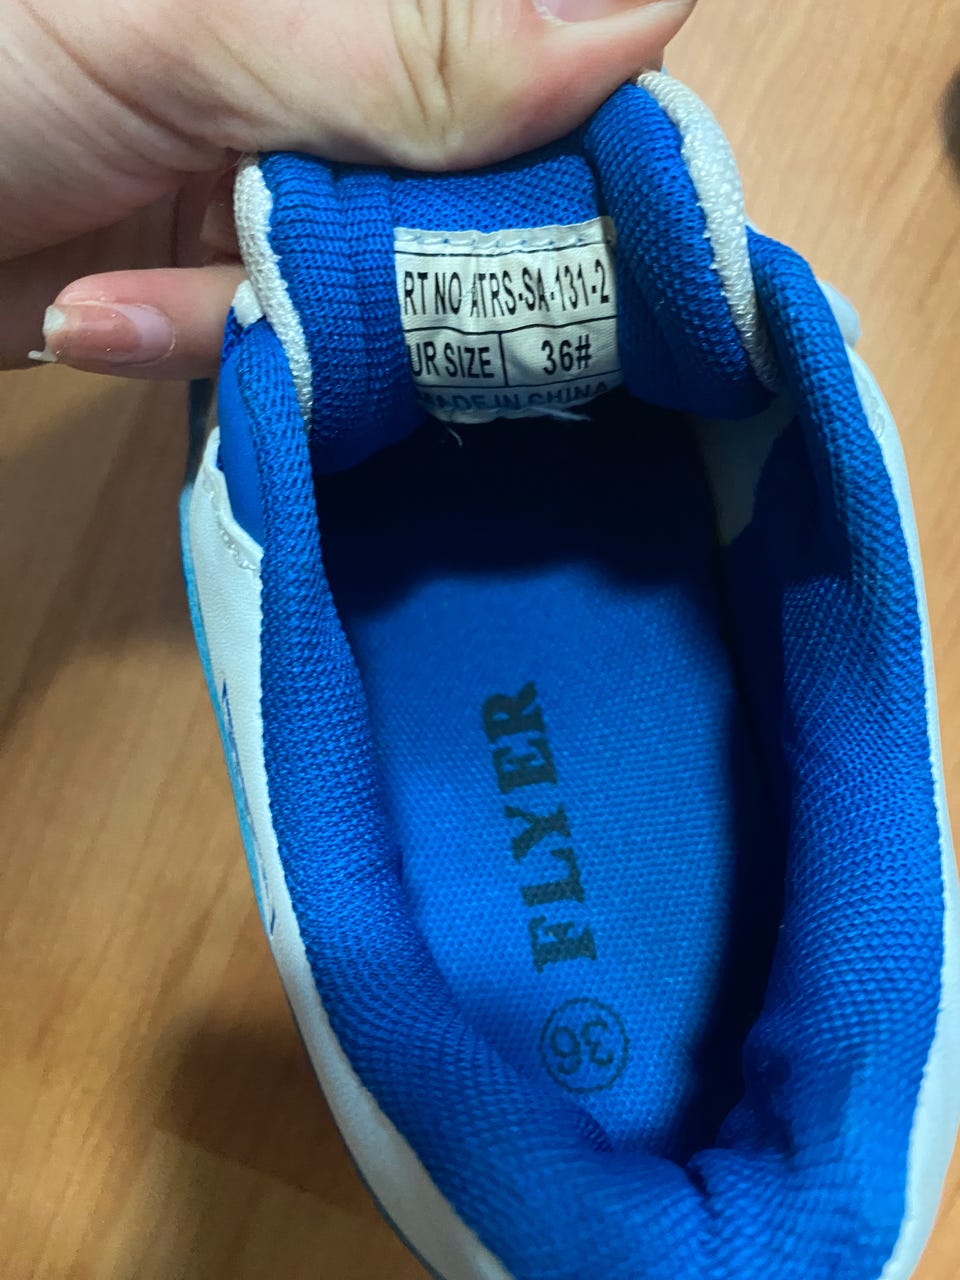 RT NO ATRS-SA-131-2
UR SIZE 36#
MADE IN CHINA
FLYER
36